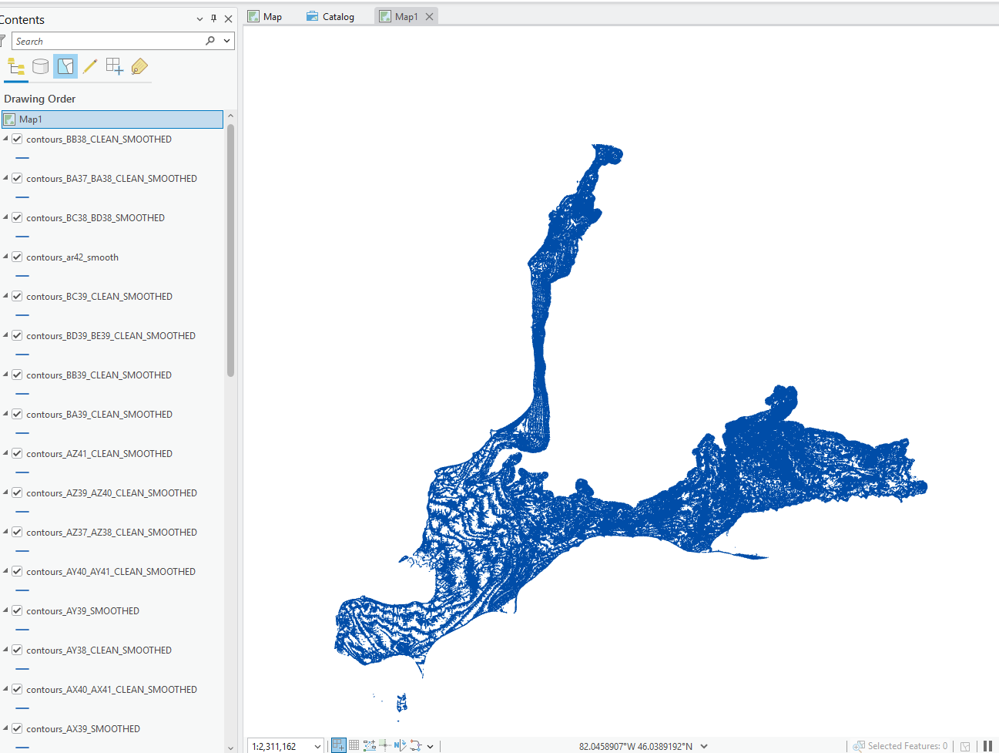 Contents
Map
Catalog
Map1
Search
Drawing Order
Map1
contours_BB38_CLEAN_SMOOTHED
contours_BA37_BA38_CLEAN_SMOOTHED
contours_BC38_BD38_SMOOTHED
contours_ar42_smooth
contours_BC39_CLEAN_SMOOTHED
contours_BD39_BE39_CLEAN_SMOOTHED
contours_BB39_CLEAN_SMOOTHED
contours_BA39_CLEAN_SMOOTHED
contours_AZ41_CLEAN_SMOOTHED
contours_AZ39_AZ40_CLEAN_SMOOTHED
contours_AZ37_AZ38_CLEAN_SMOOTHED
contours_AY40_AY41_CLEAN_SMOOTHED
contours_AY39_SMOOTHED
contours_AY38_CLEAN_SMOOTHED
contours_AX40_AX41_CLEAN_SMOOTHED
contours_AX39_SMOOTHED
1:2,311,162
82.0458907°W 46.0389192°N
Selected Features: 0